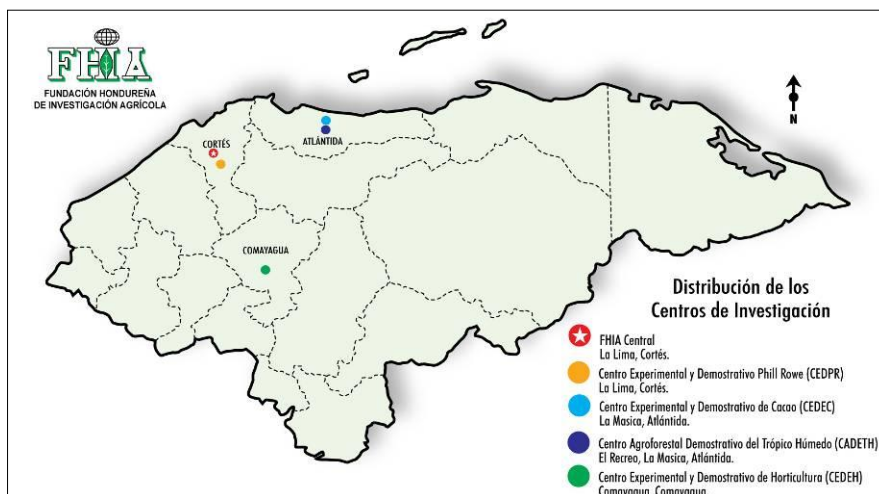 FHIA
FUNDACIÓN HONDUREÑA
DE INVESTIGACIÓN AGRÍCOLA
N
CORTÉS
ATLÁNTIDA
COMAYAGUA
Distribución de los
Centros de Investigación
FHIA Central
La Lima, Cortés.
Centro Experimental y Demostrativo Phill Rowe (CEDPR)
La Lima, Cortés.
Centro Experimental y Demostrativo de Cacao (CEDEC)
La Masica, Atlántida.
Centro Agroforestal Demostrativo del Trópico Húmedo (CADETH)
El Recreo, La Masica, Atlántida.
Centro Experimental y Demostrativo de Horticultura (CEDEH)
Comayagua, Comayagua